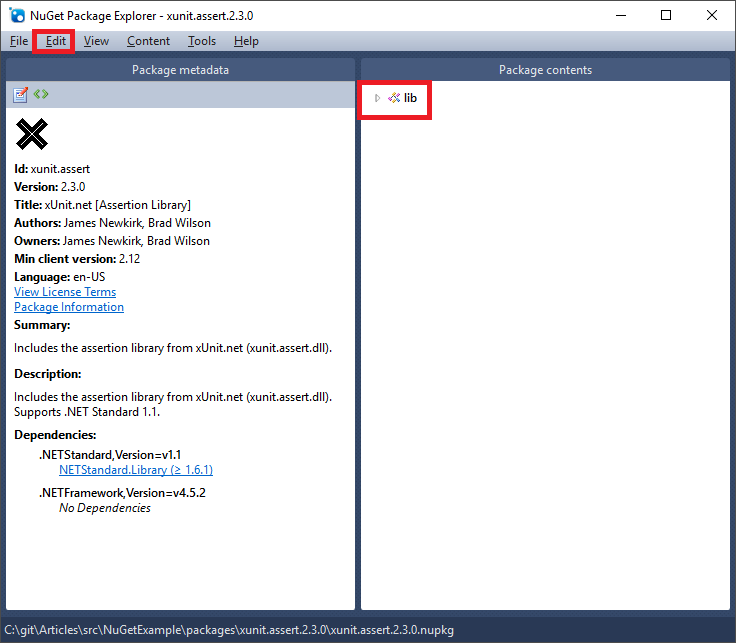 NuGet Package Explorer - xunit.assert.2.3.0
File Edit View Content Tools Help
Package metadata
Package contents
lib
Id: xunit.assert
Version: 2.3.0
Title: xUnit.net [Assertion Library]
Authors: James Newkirk, Brad Wilson
Owners: James Newkirk, Brad Wilson
Min client version: 2.12
Language: en-US
View License Terms
Package Information
Summary:
Includes the assertion library from xUnit.net (xunit.assert.dll).
Description:
Includes the assertion library from xUnit.net (xunit.assert.dll).
Supports .NET Standard 1.1.
Dependencies:
.NETStandard,Version=v1.1
NETStandard.Library (≥ 1.6.1)
.NETFramework,Version=v4.5.2
No Dependencies
C:\git\Articles\src\NuGetExample\packages\xunit.assert.2.3.0\xunit.assert.2.3.0.nupkg